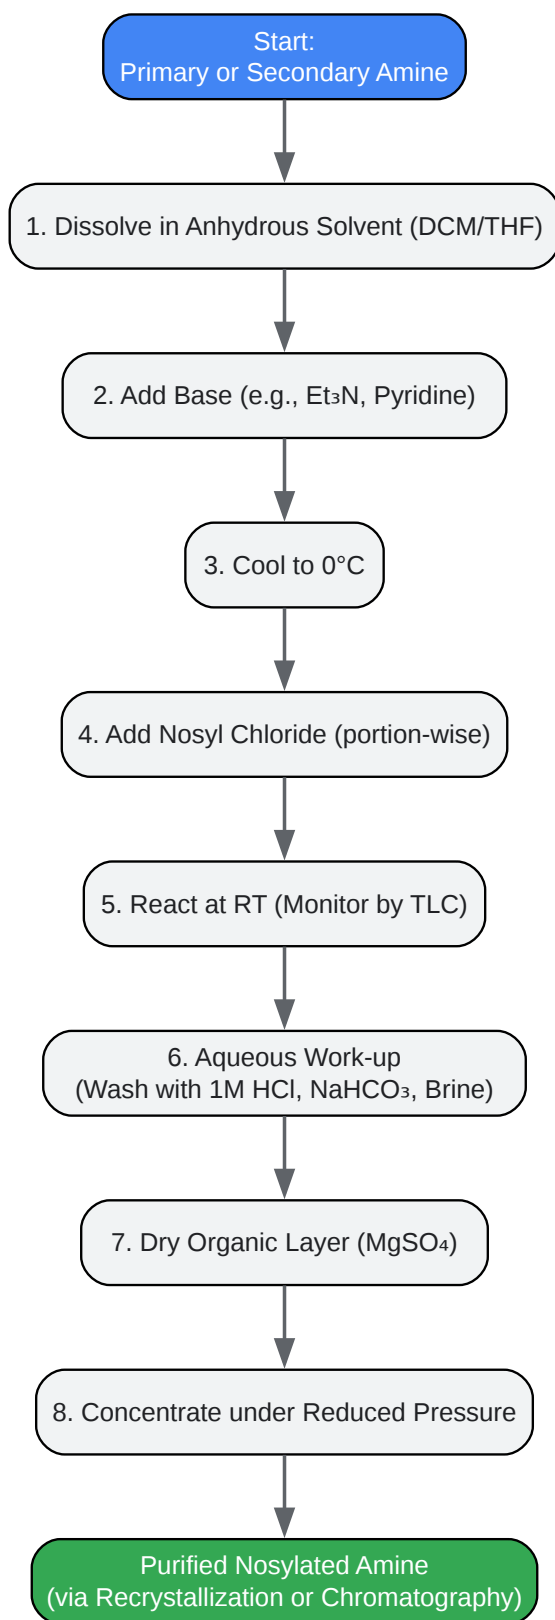 Start:
Primary or Secondary Amine
1. Dissolve in Anhydrous Solvent (DCM/THF)
2. Add Base (e.g., Et₃N, Pyridine)
3. Cool to 0°C
4. Add Nosyl Chloride (portion-wise)
5. React at RT (Monitor by TLC)
6. Aqueous Work-up
(Wash with 1M HCl, NaHCO₃, Brine)
7. Dry Organic Layer (MgSO₄)
8. Concentrate under Reduced Pressure
Purified Nosylated Amine
(via Recrystallization or Chromatography)